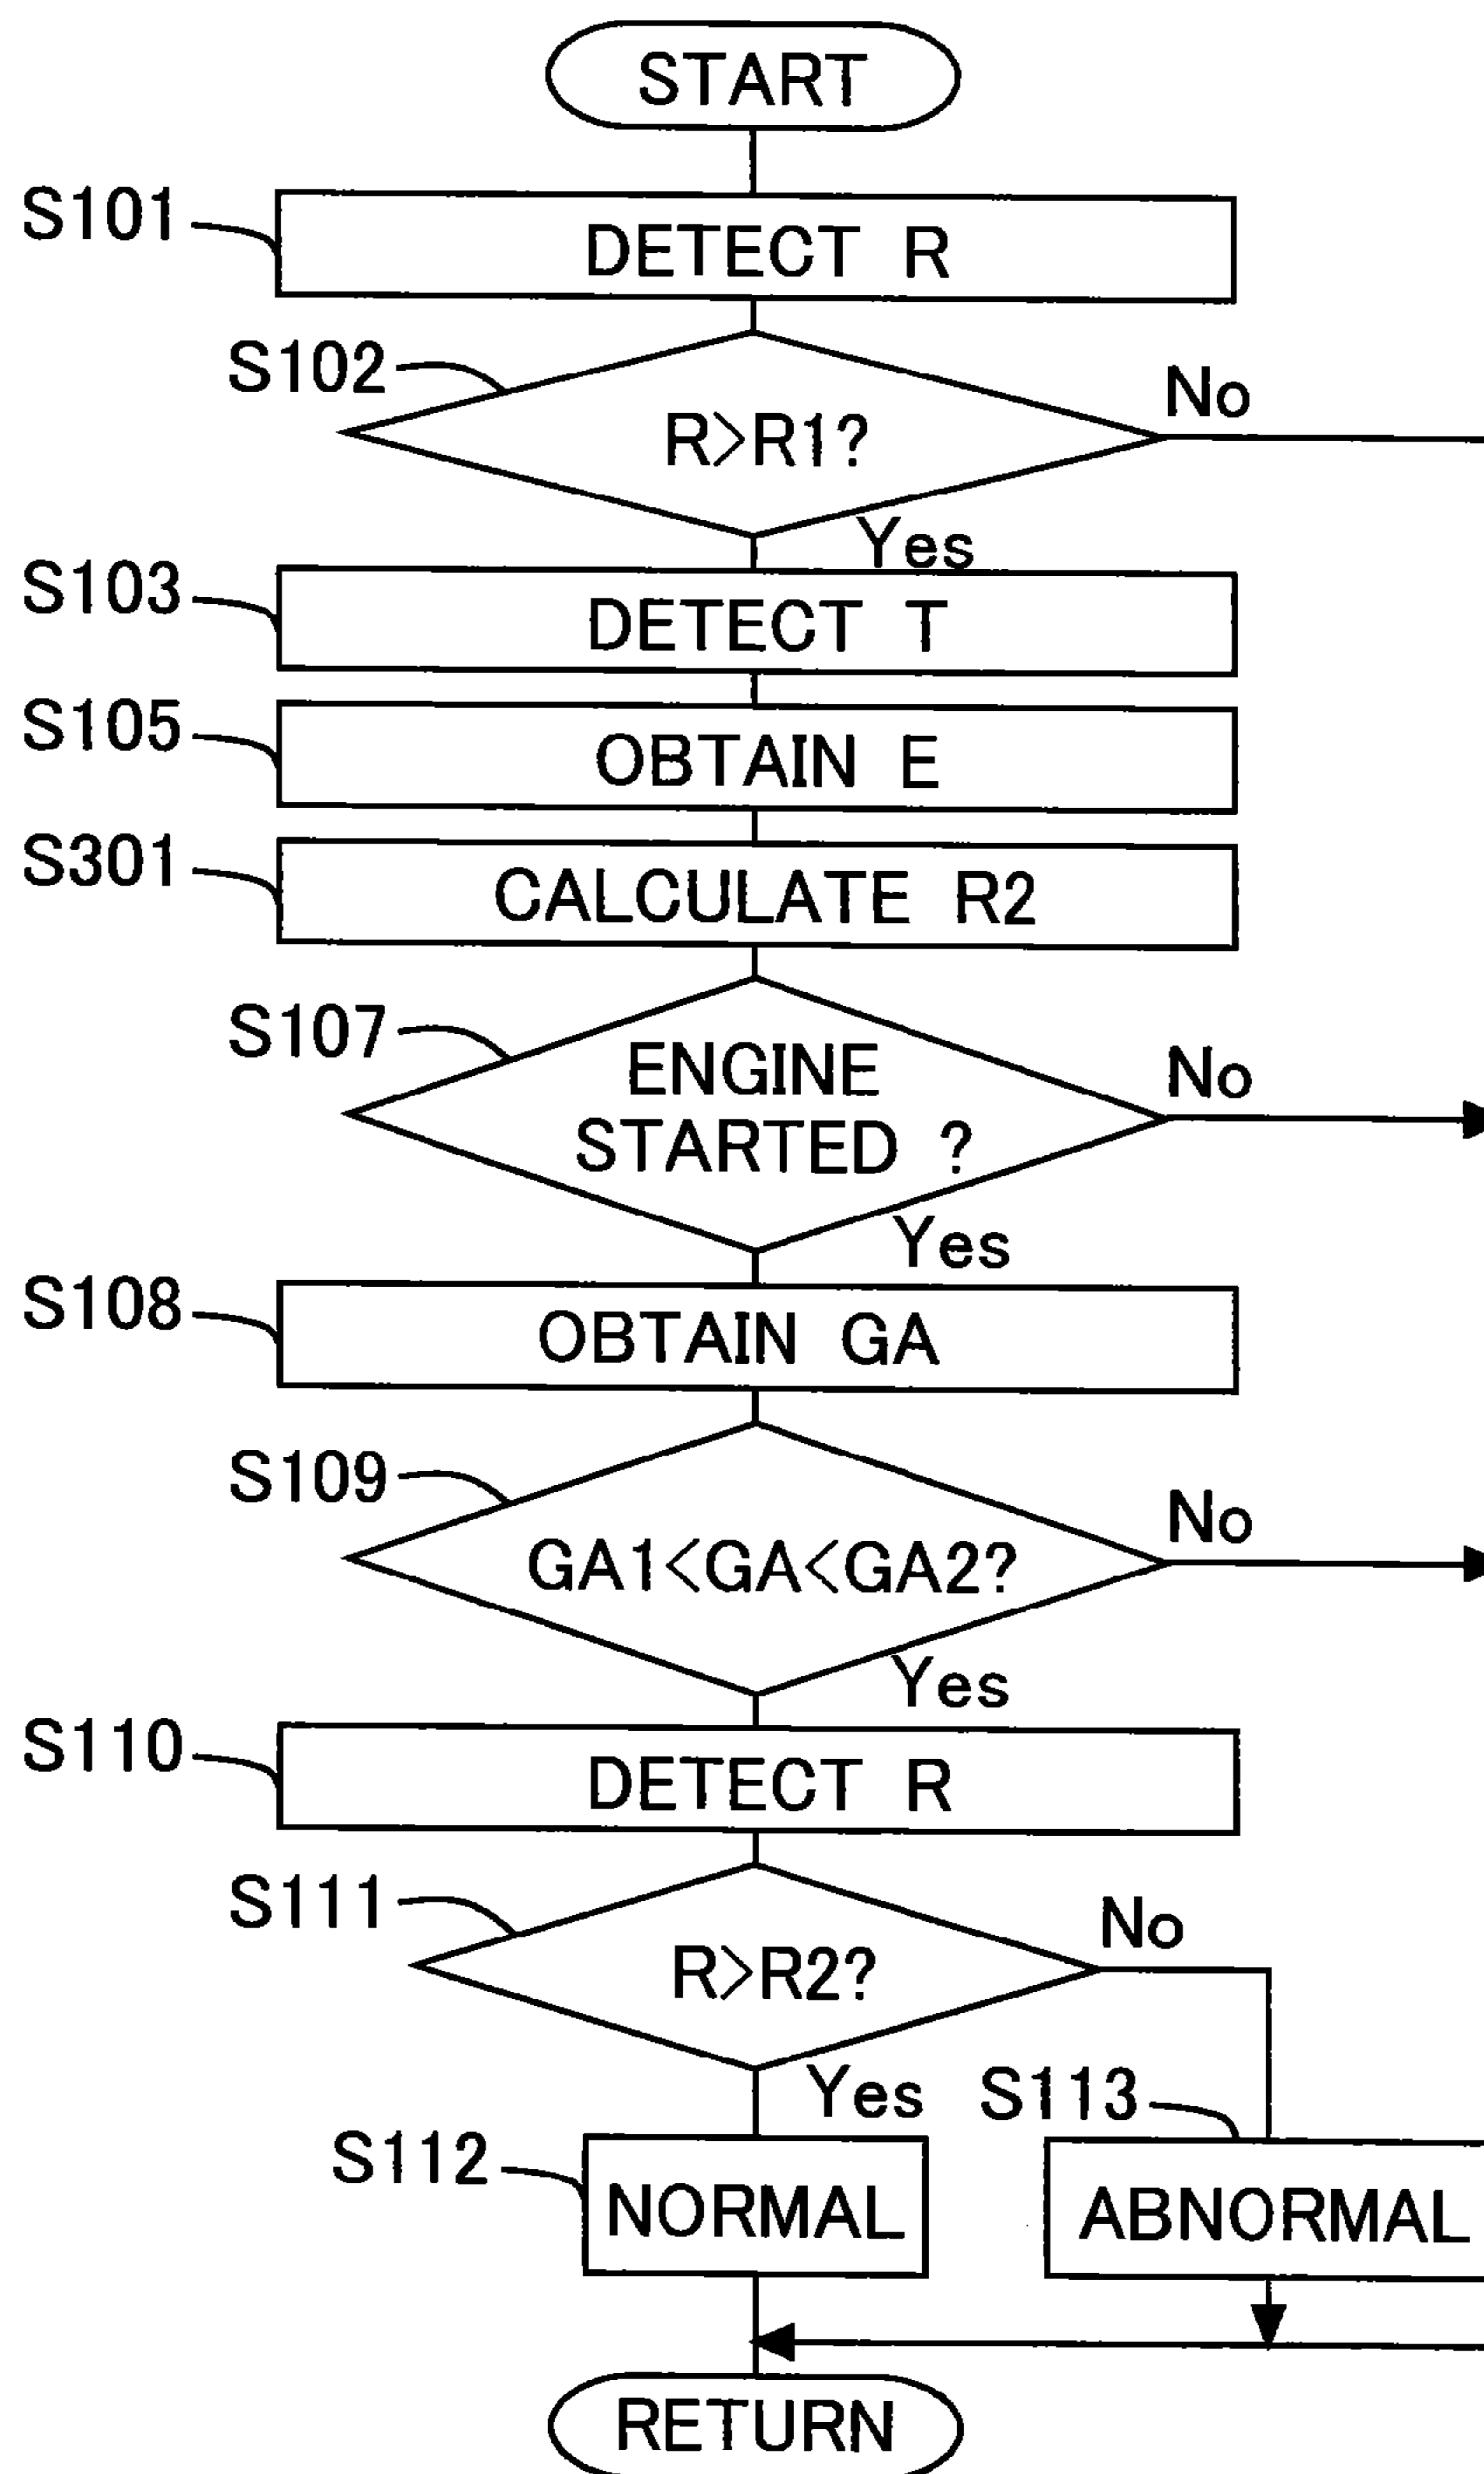 START
S101
DETECT R
S102
R>R1?
No
Yes
S103
DETECT T
S105
OBTAIN E
S301
CALCULATE R2
S107
ENGINE
STARTED ?
No
Yes
S108
OBTAIN GA
S109
GA1<GA<GA2?
No
Yes
S110
DETECT R
S111
R>R2?
No
Yes
S113
S112
NORMAL
ABNORMAL
RETURN